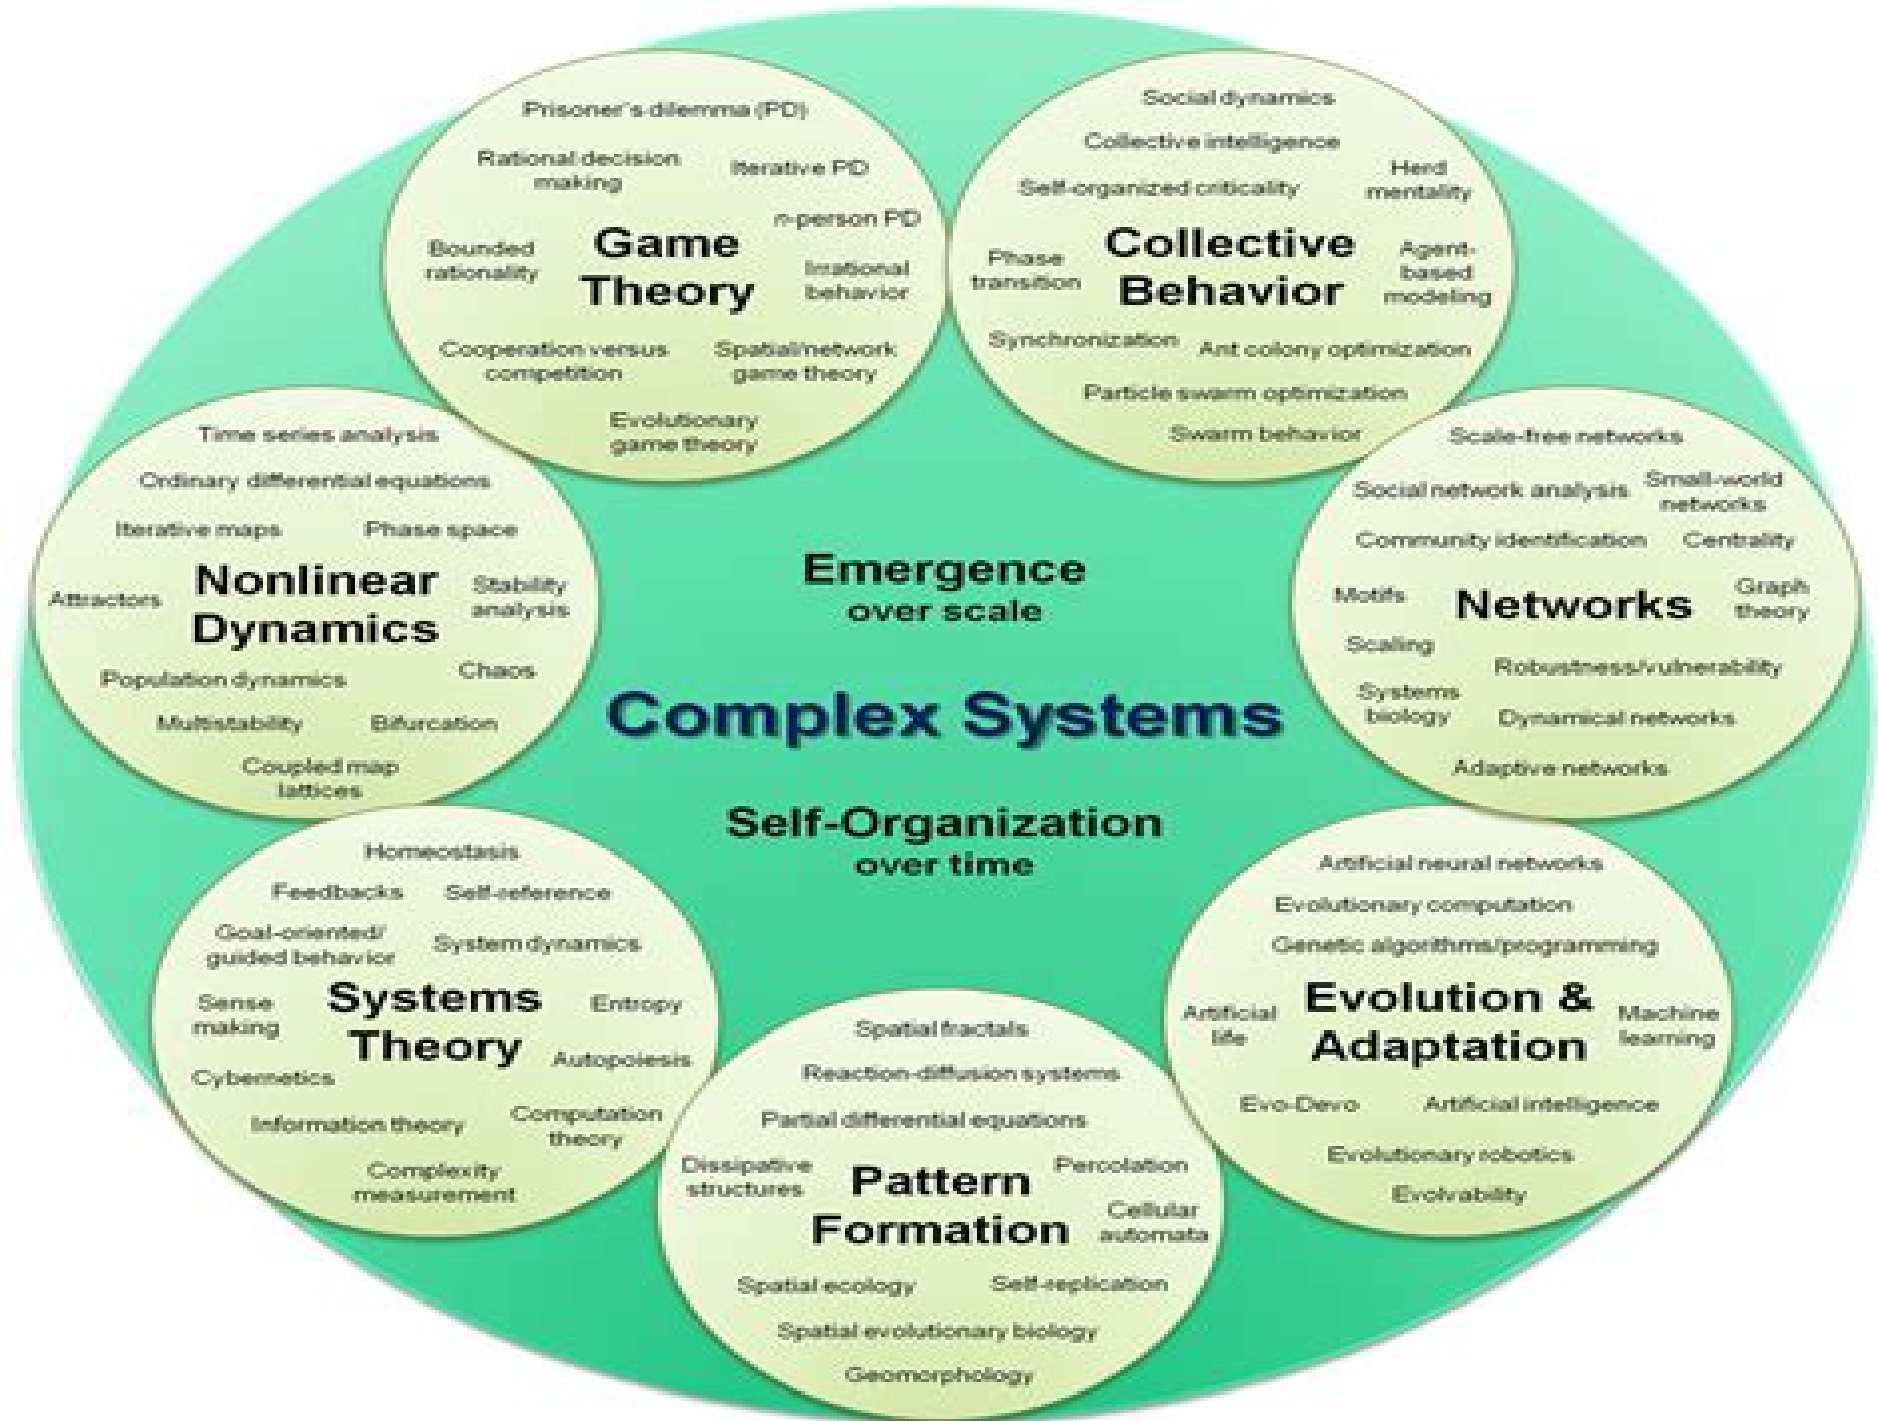 Prisoner's dilemma (PD)
Rational decision
making
Iterative PD
n-person PD
Bounded
rationality
Game
Theory
Irrational
behavior
Cooperation versus
competition
Spatial/network
game theory
Evolutionary
game theory
Social dynamics
Collective intelligence
Herd
mentality
Self-organized criticality
Phase
transition
Collective
Behavior
Agent-
based
modeling
Synchronization
Ant colony optimization
Particle swarm optimization
Swarm behavior
Time series analysis
Ordinary differential equations
Iterative maps
Phase space
Attractors
Nonlinear
Dynamics
Stability
analysis
Population dynamics
Chaos
Multistability
Bifurcation
Coupled map
lattices
Emergence
over scale
Complex Systems
Self-Organization
over time
Scale-free networks
Social network analysis
Small-world
networks
Community identification
Centrality
Motifs
Networks
Graph
theory
Scaling
Robustness/vulnerability
Systems
biology
Dynamical networks
Adaptive networks
Homeostasis
Feedbacks
Self-reference
Goal-oriented/
guided behavior
System dynamics
Sense
making
Systems
Theory
Entropy
Autopoiesis
Cybernetics
Information theory
Computation
theory
Complexity
measurement
Spatial fractals
Reaction-diffusion systems
Partial differential equations
Dissipative
structures
Pattern
Formation
Percolation
Cellular
automata
Spatial ecology
Self-replication
Spatial evolutionary biology
Geomorphology
Artificial neural networks
Evolutionary computation
Genetic algorithms/programming
Artificial
life
Evolution &
Adaptation
Machine
learning
Evo-Devo
Artificial intelligence
Evolutionary robotics
Evolvability